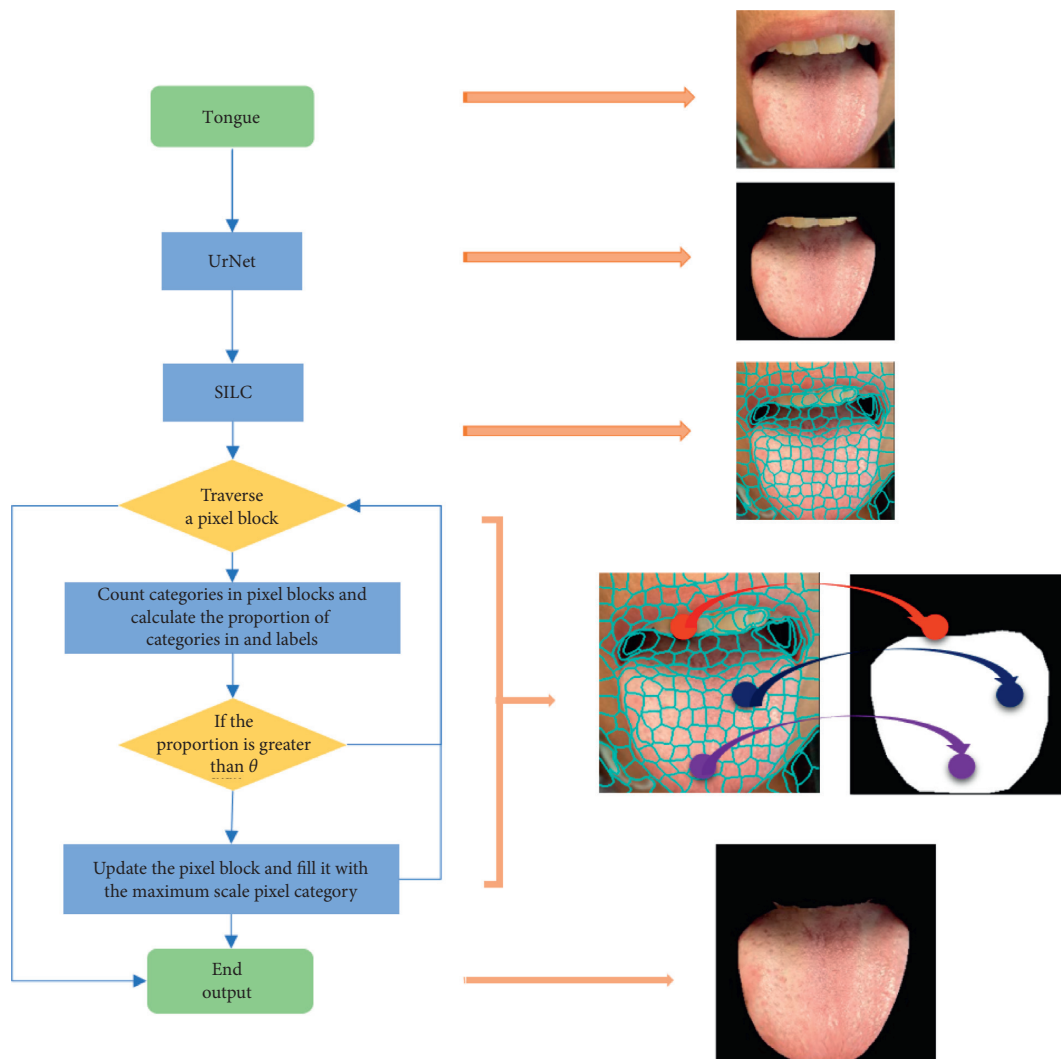 Tongue
UrNet
SILC
Traverse
a pixel block
Count categories in pixel blocks and
calculate the proportion of
categories in and labels
If the
proportion is greater
than θ
Update the pixel block and fill it with
the maximum scale pixel category
End
output